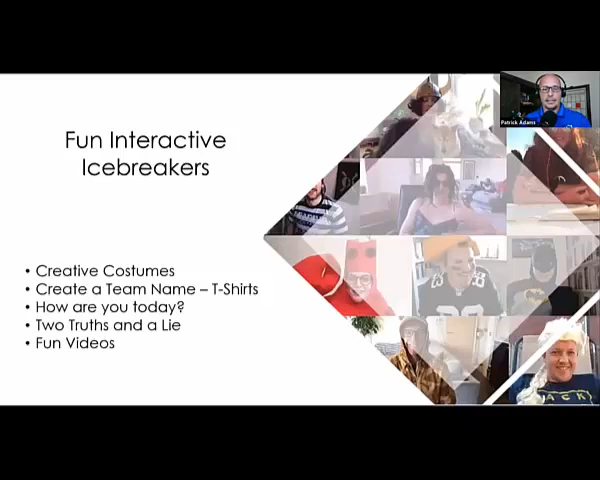 Patrick Adams
Fun Interactive
Icebreakers
• Creative Costumes
• Create a Team Name – T-Shirts
• How are you today?
• Two Truths and a Lie
• Fun Videos